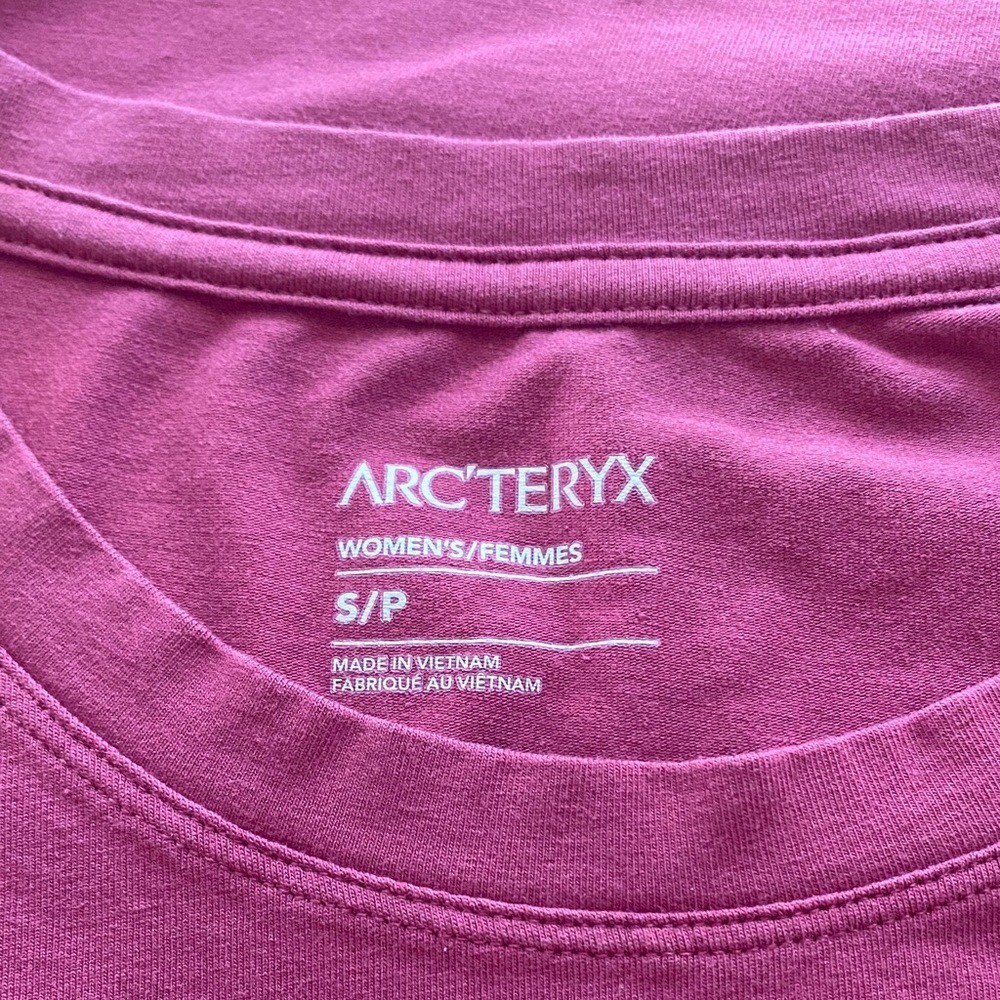 ARC'TERYX
WOMEN'S/FEMMES
S/P
MADE IN VIETNAM
FABRIQUÉ AU VIÊTNAM